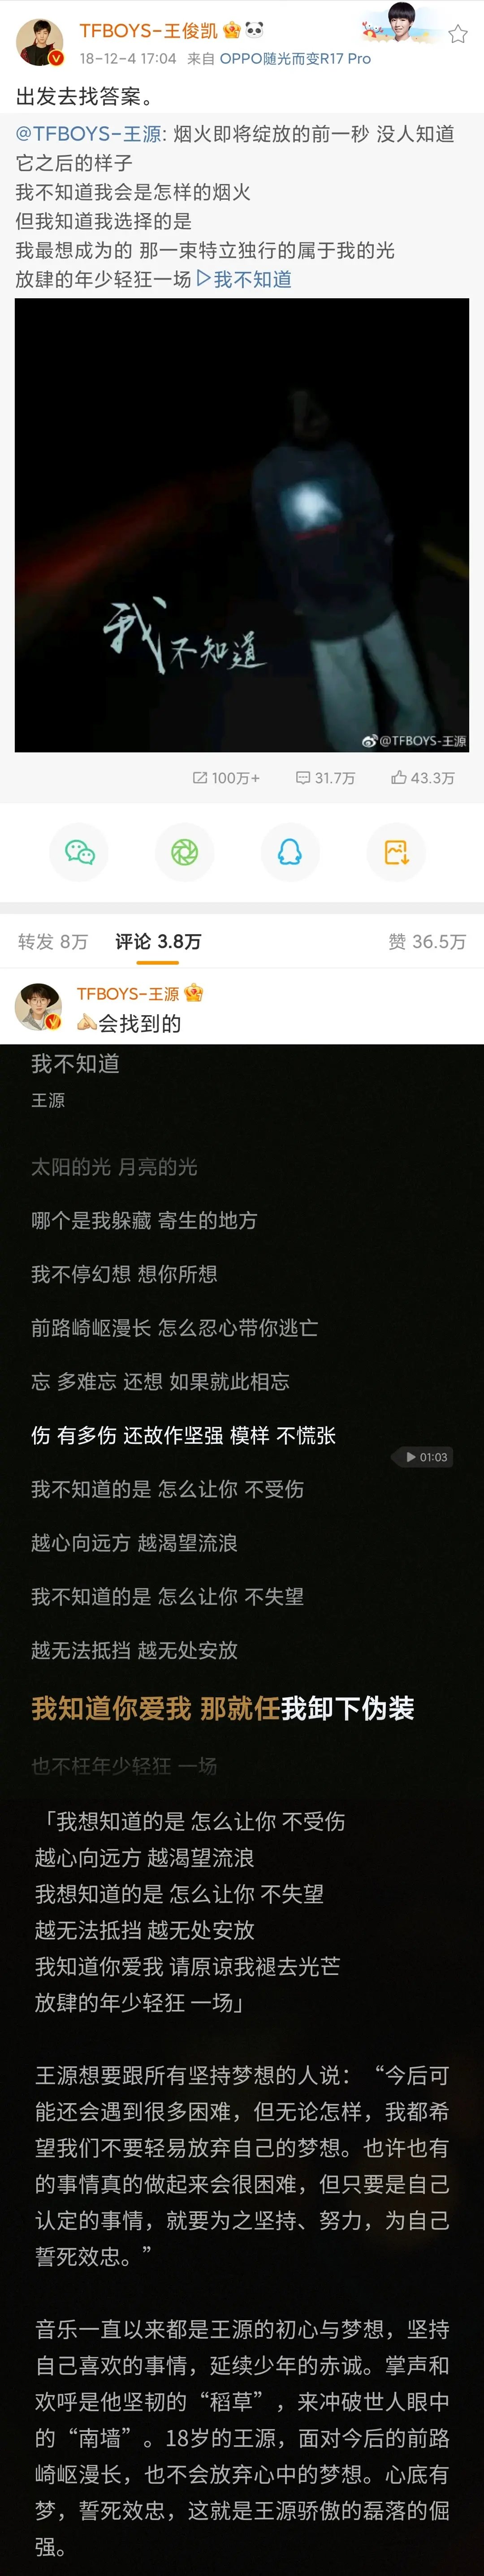 TFBOYS-王俊凯
18-12-4 17:04 来自 OPPO随光而变R17 Pro
出发去找答案。
@TFBOYS-王源: 烟火即将绽放的前一秒 没人知道
它之后的样子
我不知道我会是怎样的烟火
但我知道我选择的是
我最想成为的 那一束特立独行的属于我的光
放肆的年少轻狂一场 我不知道
我不知道
@TFBOYS-王源
100万+ 31.7万 43.3万
转发 8万 评论 3.8万 赞 36.5万
TFBOYS-王源
会找到的
我不知道
王源
太阳的光 月亮的光
哪个是我躲藏 寄生的地方
我不停幻想 想你所想
前路崎岖漫长 怎么忍心带你逃亡
忘 多难忘 还想 如果就此相忘
伤 有多伤 还故作坚强 模样 不慌张
01:03
我不知道的是 怎么让你 不受伤
越心向远方 越渴望流浪
我不知道的是 怎么让你 不失望
越无法抵挡 越无处安放
我知道你爱我 那就任我卸下伪装
也不枉年少轻狂 一场
「我想知道的是 怎么让你 不受伤
越心向远方 越渴望流浪
我想知道的是 怎么让你 不失望
越无法抵挡 越无处安放
我知道你爱我 请原谅我褪去光芒
放肆的年少轻狂 一场」
王源想要跟所有坚持梦想的人说：“今后可
能还会遇到很多困难，但无论怎样，我都希
望我们不要轻易放弃自己的梦想。也许也有
的事情真的做起来会很困难，但只要是自己
认定的事情，就要为之坚持、努力，为自己
誓死效忠。”
音乐一直以来都是王源的初心与梦想，坚持
自己喜欢的事情，延续少年的赤诚。掌声和
欢呼是他坚韧的“稻草”，来冲破世人眼中
的“南墙”。18岁的王源，面对今后的前路
崎岖漫长，也不会放弃心中的梦想。心底有
梦，誓死效忠，这就是王源骄傲的磊落的倔
强。